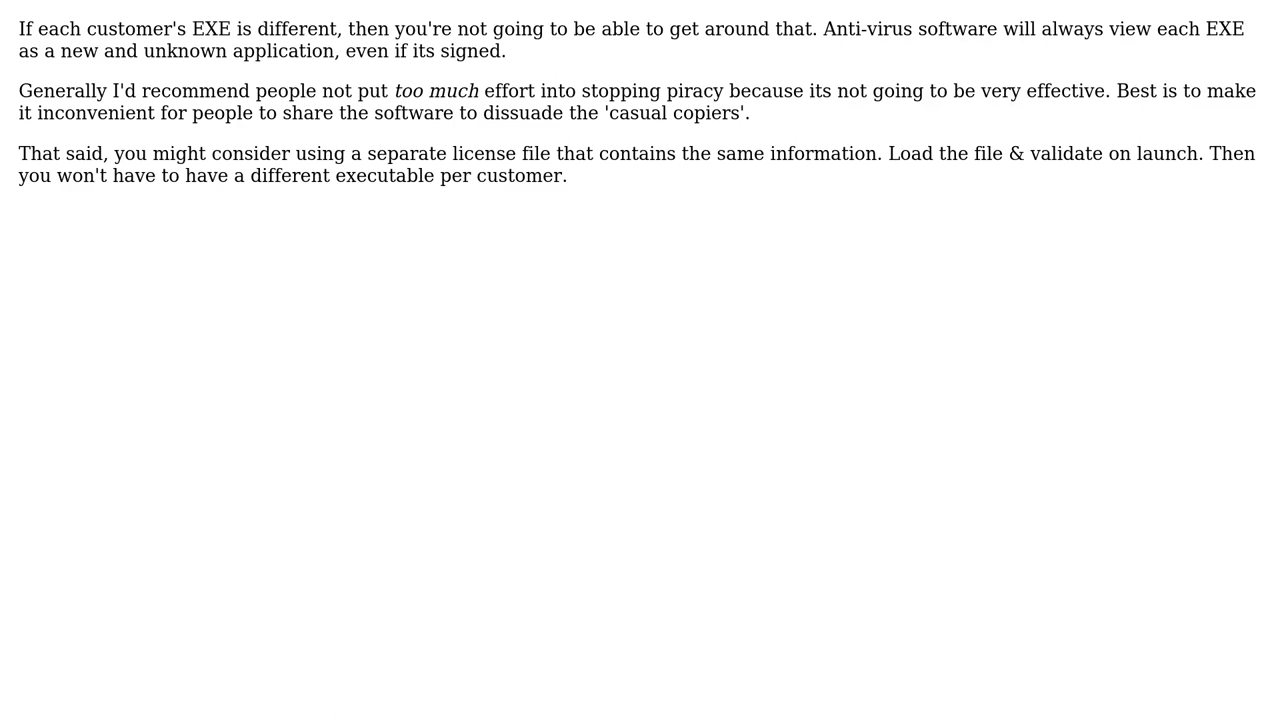 If each customer's EXE is different, then you're not going to be able to get around that. Anti-virus software will always view each EXE
as a new and unknown application, even if its signed.
Generally I'd recommend people not put too much effort into stopping piracy because its not going to be very effective. Best is to make
it inconvenient for people to share the software to dissuade the 'casual copiers'.
That said, you might consider using a separate license file that contains the same information. Load the file & validate on launch. Then
you won't have to have a different executable per customer.